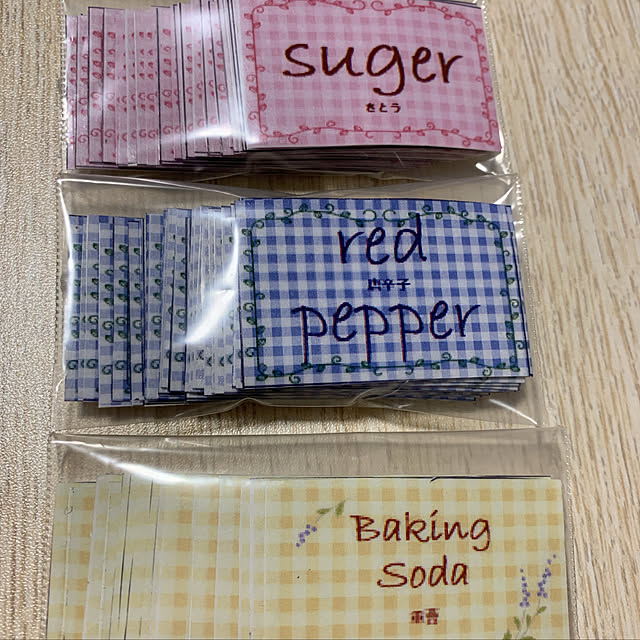 suger
さとう
red
唐辛子
pepper
Baking
Soda
重曹